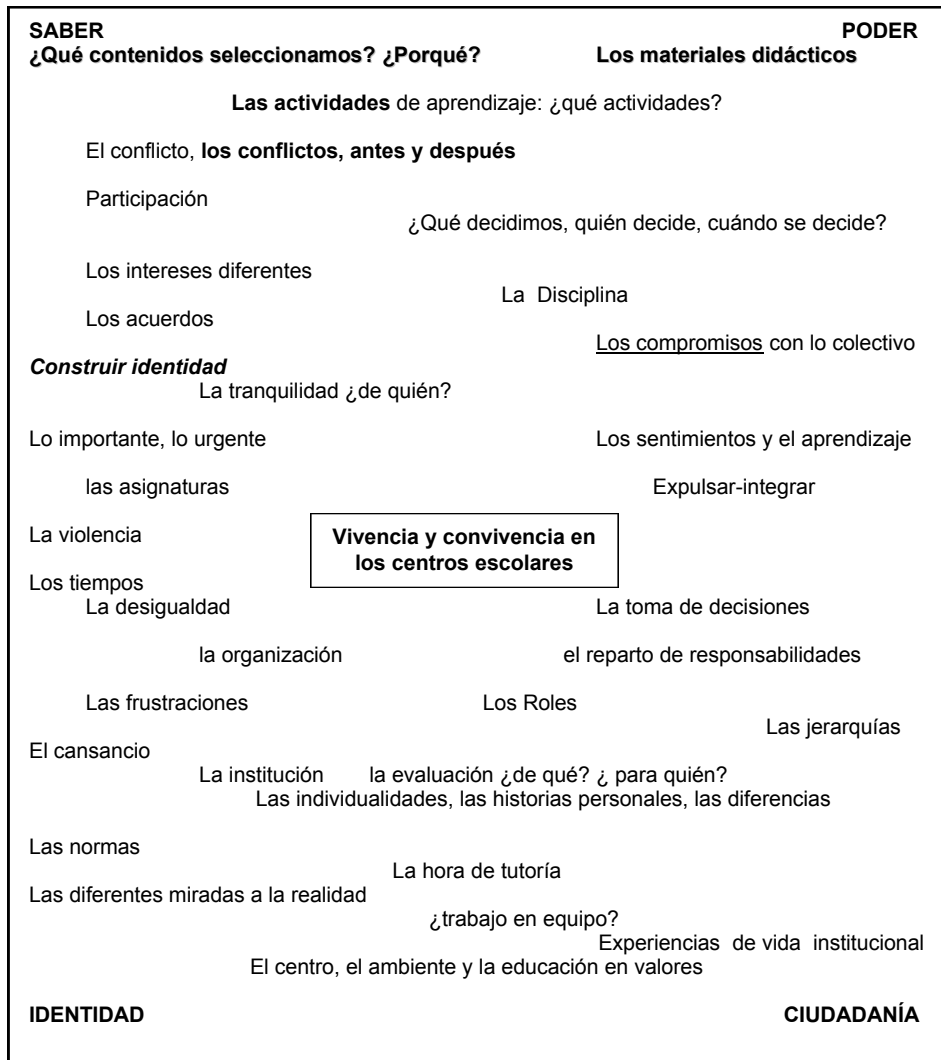 SABER PODER
¿Qué contenidos seleccionamos? ¿Porqué? Los materiales didácticos
Las actividades de aprendizaje: ¿qué actividades?
El conflicto, los conflictos, antes y después
Participación
¿Qué decidimos, quién decide, cuándo se decide?
Los intereses diferentes
La Disciplina
Los acuerdos
Los compromisos con lo colectivo
Construir identidad
La tranquilidad ¿de quién?
Lo importante, lo urgente Los sentimientos y el aprendizaje
las asignaturas Expulsar-integrar
La violencia
Vivencia y convivencia en
los centros escolares
Los tiempos
La desigualdad La toma de decisiones
la organización el reparto de responsabilidades
Las frustraciones Los Roles
Las jerarquías
El cansancio
La institución la evaluación ¿de qué? ¿ para quién?
Las individualidades, las historias personales, las diferencias
Las normas
La hora de tutoría
Las diferentes miradas a la realidad
¿trabajo en equipo?
Experiencias de vida institucional
El centro, el ambiente y la educación en valores
IDENTIDAD CIUDADANÍA